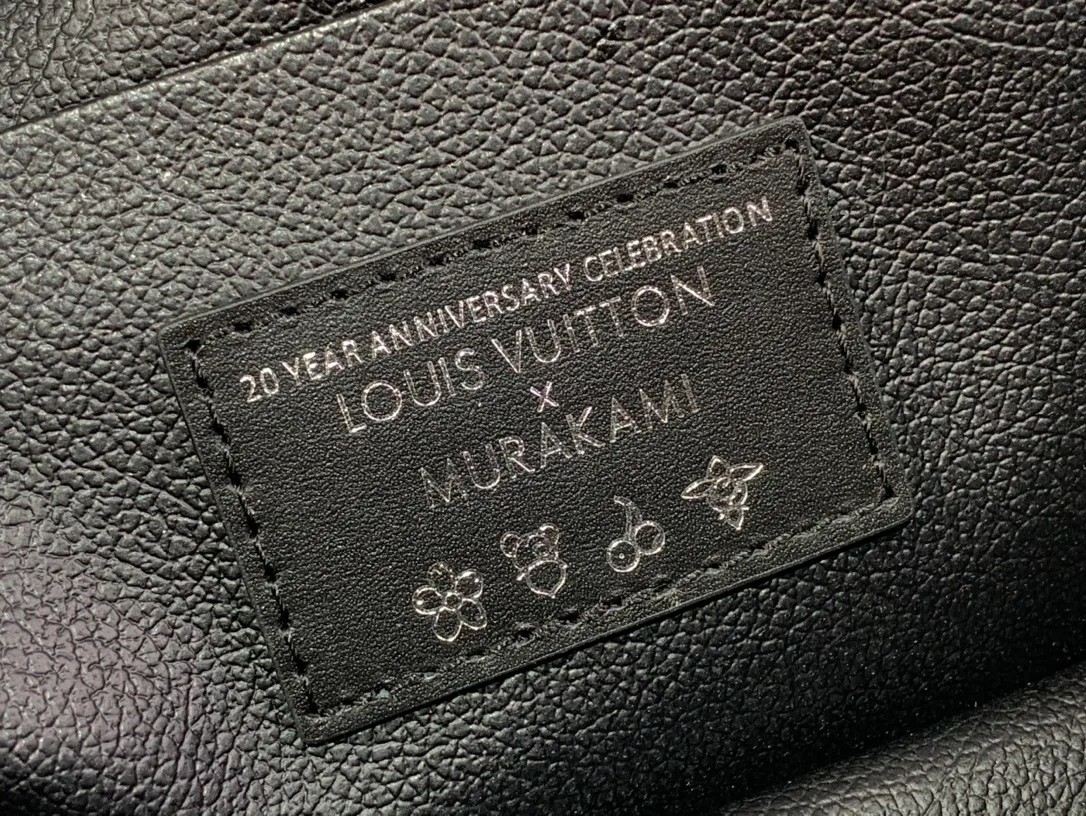 20 YEAR ANNIVERSARY CELEBRATION
LOUIS VUITTON
x
MURAKAMI